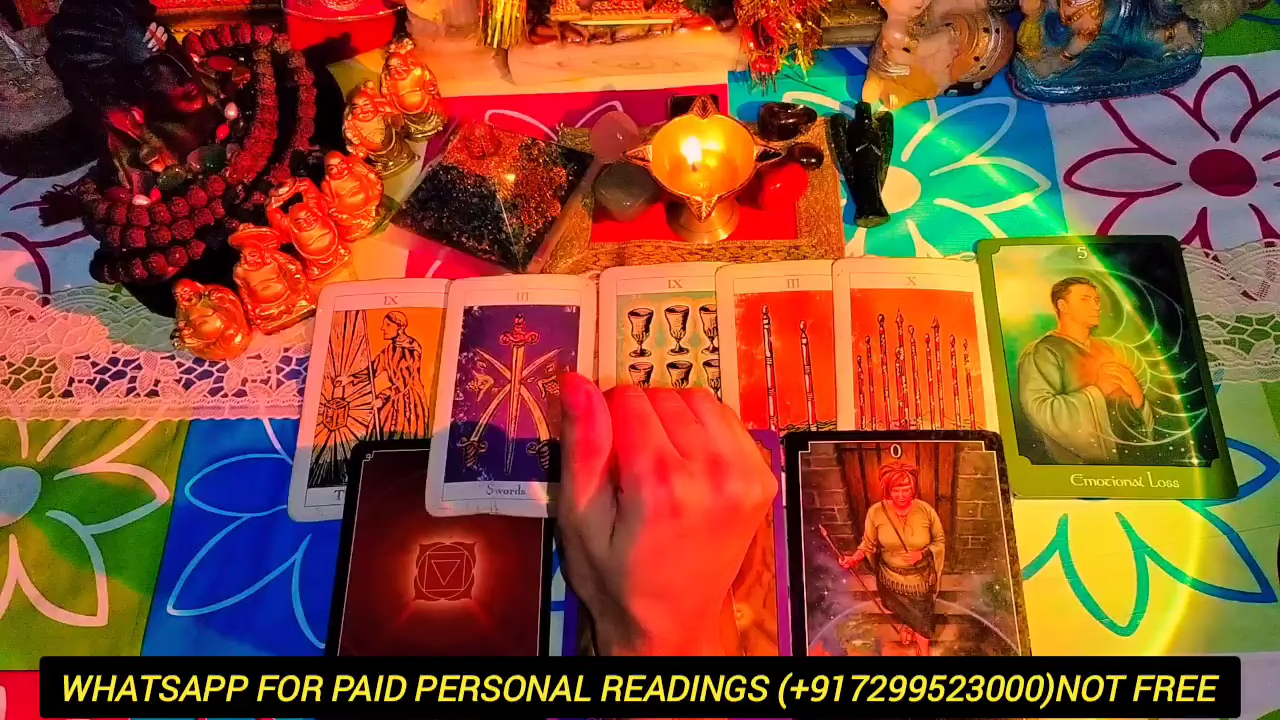 IX
III
IX
III
X
5
Swords
0
Emotional Loss
WHATSAPP FOR PAID PERSONAL READINGS (+917299523000)NOT FREE